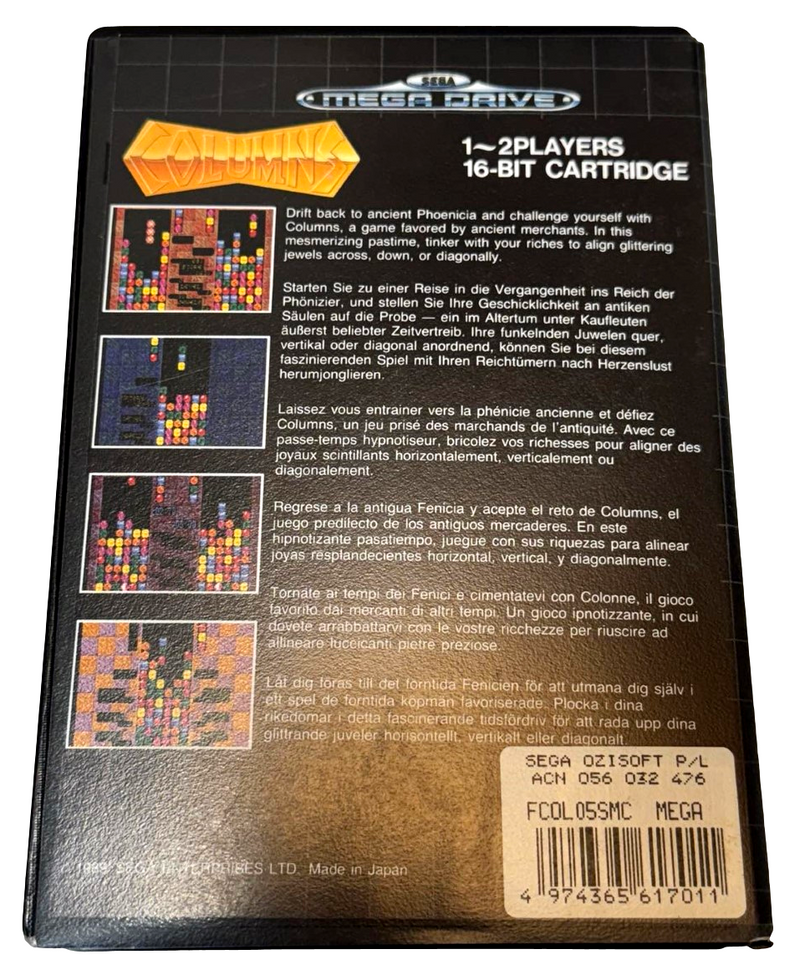 SEGA
MEGA DRIVE
COLUMNS
1~2PLAYERS
16-BIT CARTRIDGE
Drift back to ancient Phoenicia and challenge yourself with
Columns, a game favored by ancient merchants. In this
mesmerizing pastime, tinker with your riches to align glittering
jewels across, down, or diagonally.
Starten Sie zu einer Reise in die Vergangenheit ins Reich der
Phönizier, und stellen Sie Ihre Geschicklichkeit an antiken
Säulen auf die Probe — ein im Altertum unter Kaufleuten
äußerst beliebter Zeitvertreib. Ihre funkelnden Juwelen quer,
vertikal oder diagonal anordnend, können Sie bei diesem
faszinierenden Spiel mit Ihren Reichtümern nach Herzenslust
herumjonglieren.
Laissez vous entrainer vers la phénicie ancienne et défiez
Columns, un jeu prisé des marchands de l'antiquité. Avec ce
passe-temps hypnotiseur, bricolez vos richesses pour aligner des
joyaux scintillants horizontalement, verticalement ou
diagonalement.
Regrese a la antigua Fenicia y acepte el reto de Columns, el
juego predilecto de los antiguos mercaderes. En este
hipnotizante pasatiempo, juegue con sus riquezas para alinear
joyas resplandecientes horizontal, vertical, y diagonalmente.
Tornate ai tempi dei Fenici e cimentatevi con Colonne, il gioco
favorito dai mercanti di altri tempi. Un gioco ipnotizzante, in cui
dovete arrabbattarvi con le vostre ricchezze per riuscire ad
allineare luccicanti pietre preziose.
Låt dig föras till det forntida Fenicien för att utmana dig själv i
ett spel de forntida köpmän favoriserade. Plocka i dina
rikedomar i detta fascinerande tidsfördriv för att rada upp dina
glittrande juveler horisontellt, vertikalt eller diagonalt.
SEGA OZISOFT P/L
ACN 056 032 476
FCOL05SMC MEGA
4 974365 617011
SEGA ENTERPRISES LTD. Made in Japan